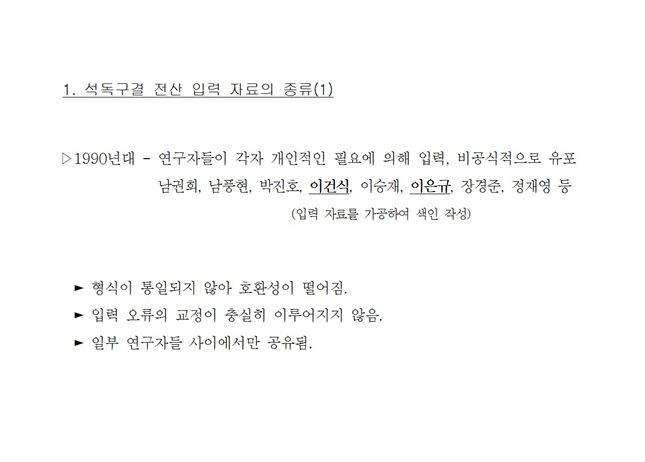 1. 석독구결 전산 입력 자료의 종류(1)
▷1990년대 - 연구자들이 각자 개인적인 필요에 의해 입력, 비공식적으로 유포
남권희, 남풍현, 박진호, 이건식, 이승재, 이은규, 장경준, 정재영 등
(입력 자료를 가공하여 색인 작성)
► 형식이 통일되지 않아 호환성이 떨어짐.
► 입력 오류의 교정이 충실히 이루어지지 않음.
► 일부 연구자들 사이에서만 공유됨.